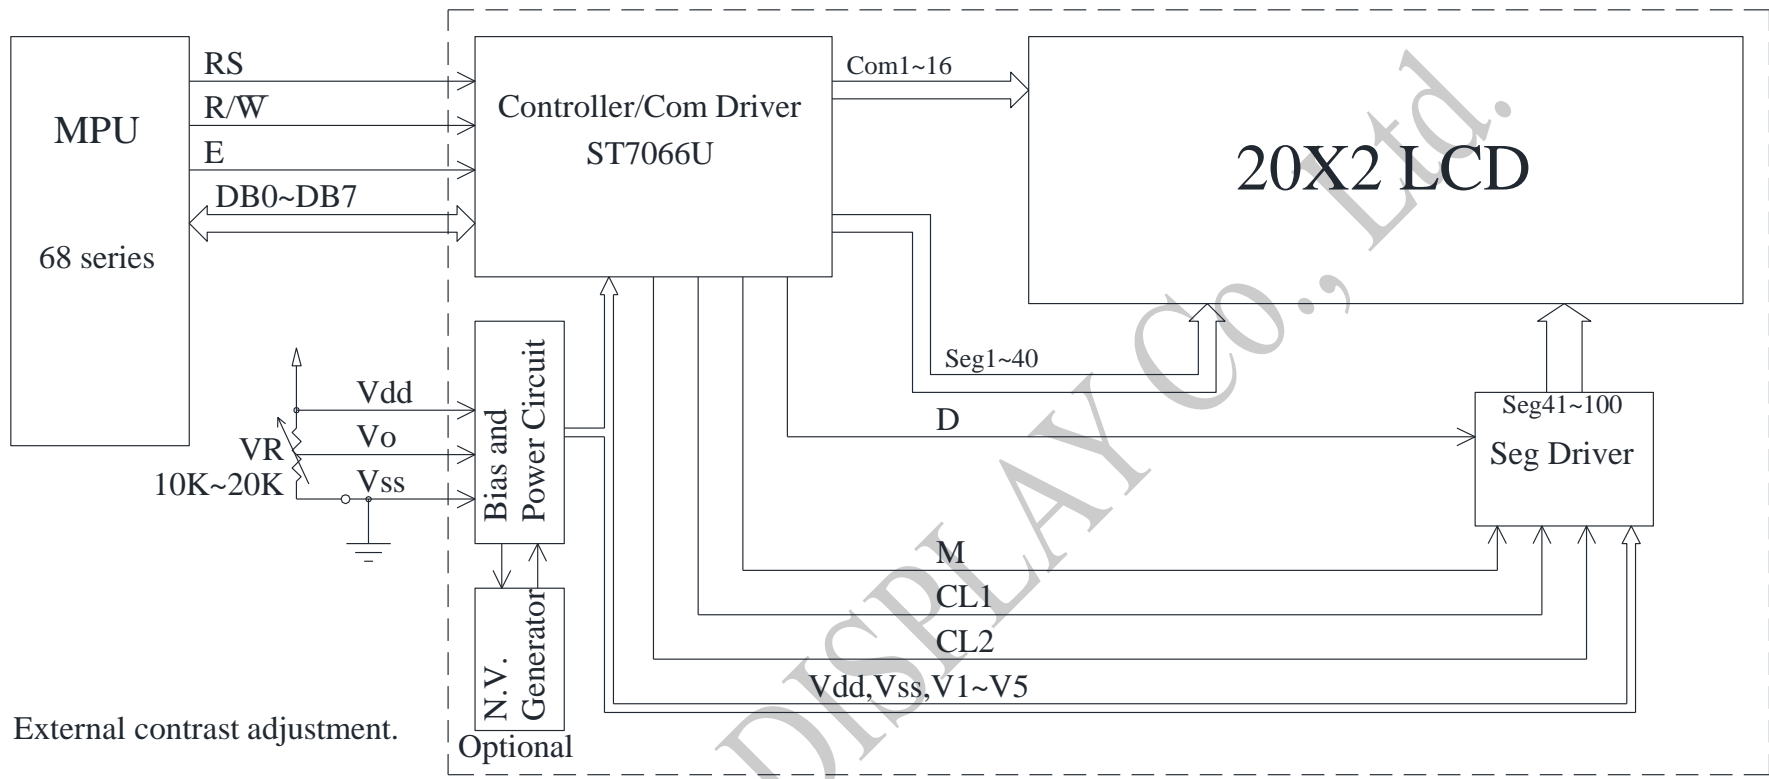 MPU
68 series
RS
R/W̅
E
DB0~DB7
Controller/Com Driver
ST7066U
Com1~16
20X2 LCD
Seg1~40
D
Seg41~100
Seg Driver
Vdd
Vo
Vss
VR
10K~20K
Bias and
Power Circuit
M
CL1
CL2
Vdd,Vss,V1~V5
N.V.
Generator
Optional
External contrast adjustment.
DISPLAY Co., Ltd.